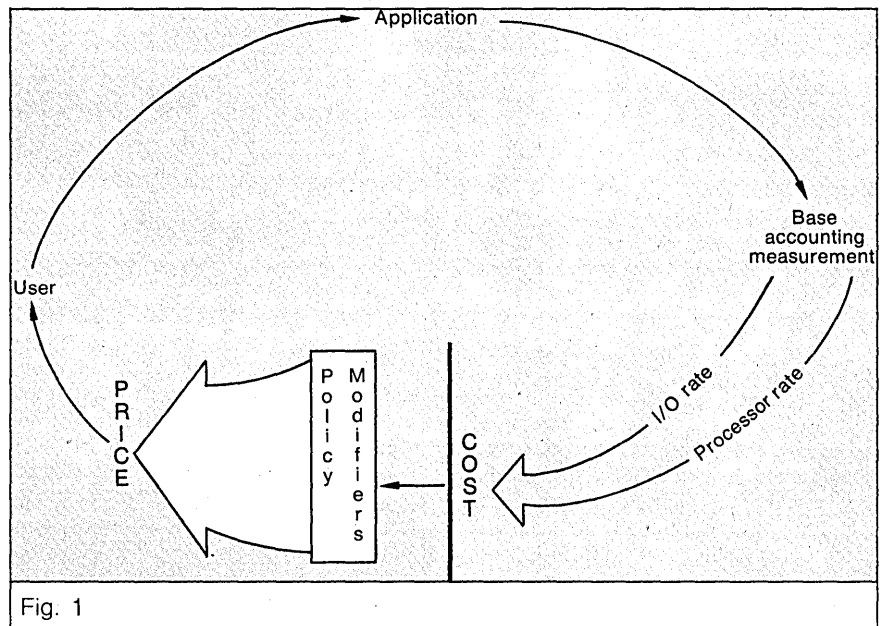 Application
Base
accounting
measurement
User
I/O rate
Processor rate
COST
Policy
Modifiers
PRICE
Fig. 1